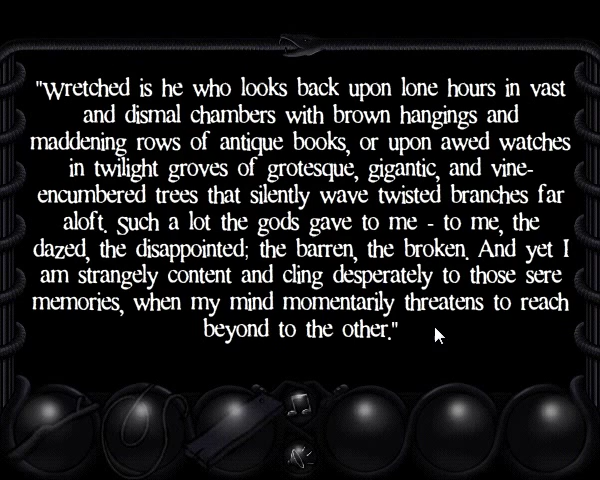 "Wretched is he who looks back upon lone hours in vast
and dismal chambers with brown hangings and
maddening rows of antique books, or upon awed watches
in twilight groves of grotesque, gigantic, and vine-
encumbered trees that silently wave twisted branches far
aloft. Such a lot the gods gave to me - to me, the
dazed, the disappointed; the barren, the broken. And yet I
am strangely content and cling desperately to those sere
memories, when my mind momentarily threatens to reach
beyond to the other."